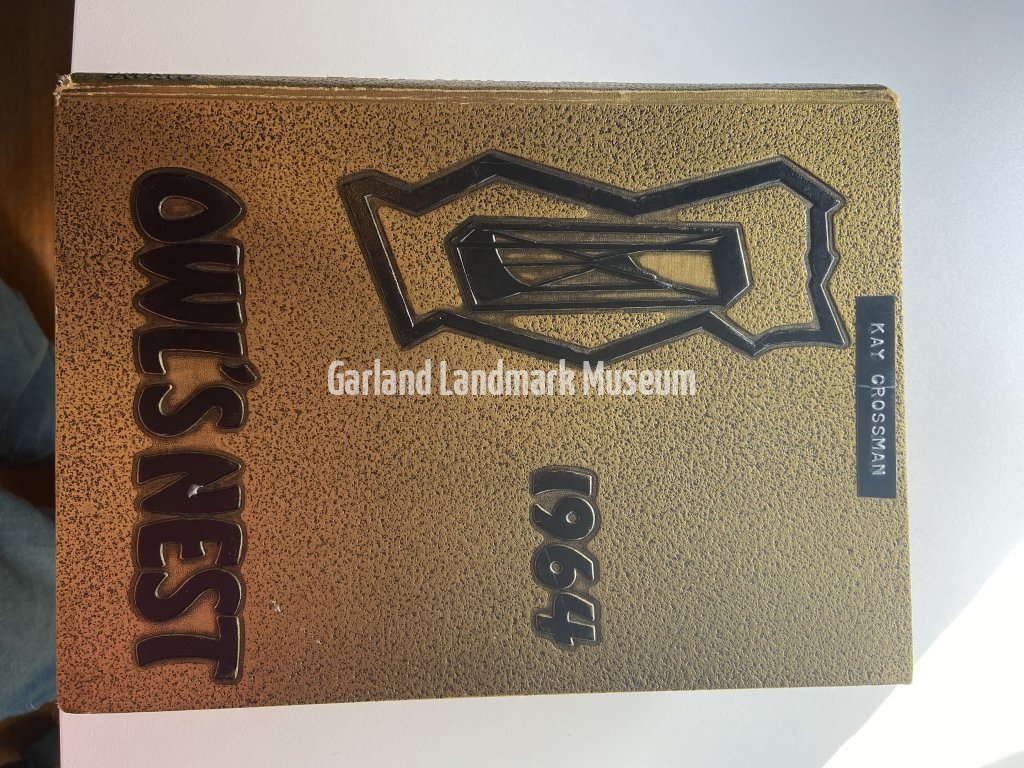 KAY GROSSMAN
1964
OWL'S NEST
Garland Landmark Museum